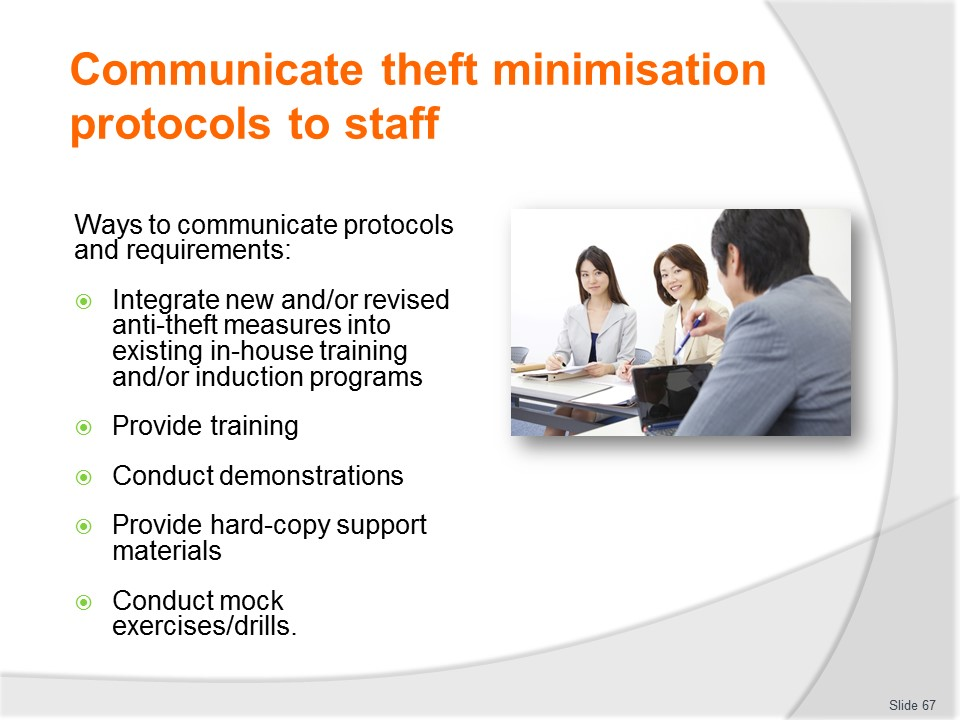 Communicate theft minimisation
protocols to staff
Ways to communicate protocols
and requirements:
Integrate new and/or revised
anti-theft measures into
existing in-house training
and/or induction programs
Provide training
Conduct demonstrations
Provide hard-copy support
materials
Conduct mock
exercises/drills.
Slide 67